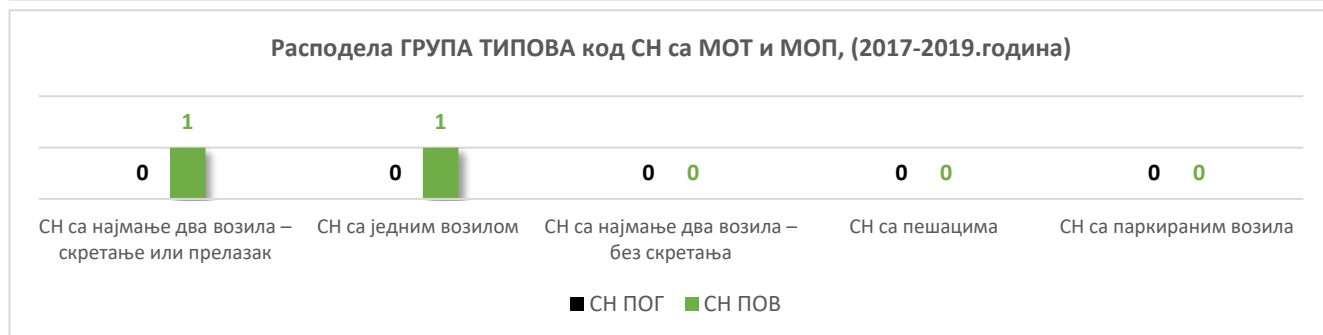 Расподела ГРУПА ТИПОВА код СН са МОТ и МОП, (2017-2019.година)
1 1
0 0 0 0 0 0 0 0
СН са најмање два возила – скретање или прелазак
СН са једним возилом
СН са најмање два возила – без скретања
СН са пешацима
СН са паркираним возила
СН ПОГ СН ПОВ